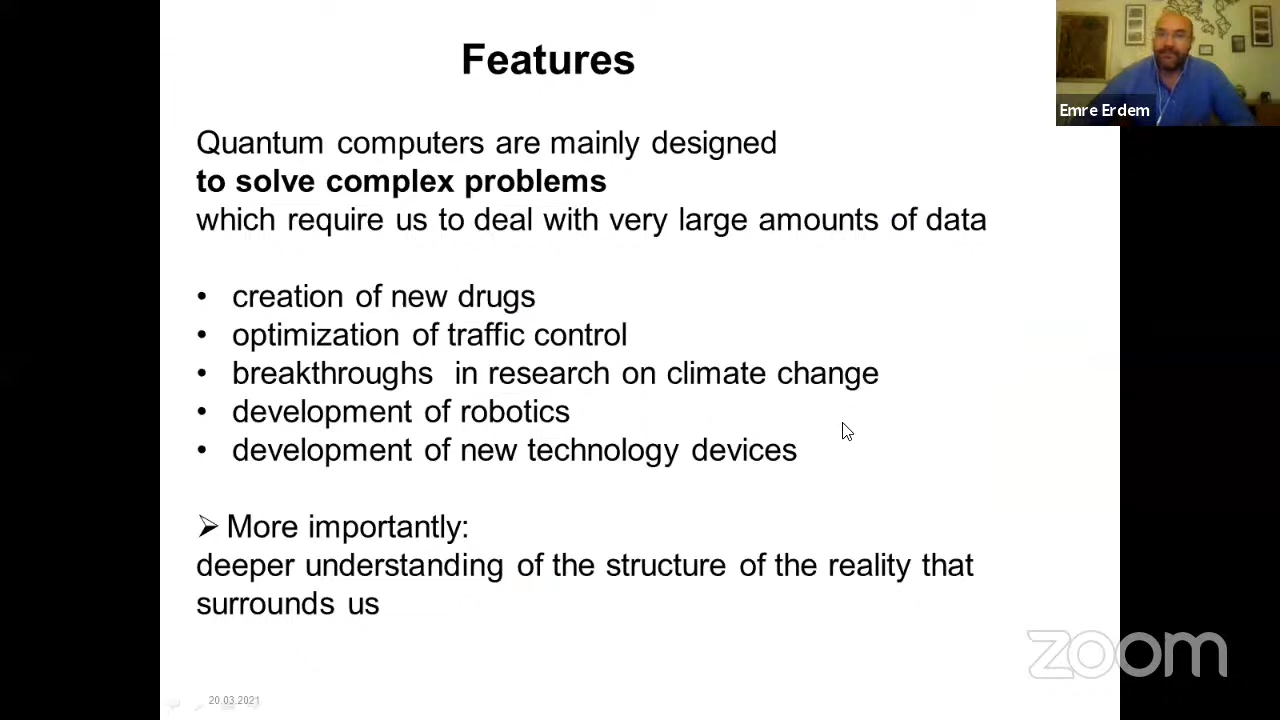 Features
Emre Erdem
Quantum computers are mainly designed
to solve complex problems
which require us to deal with very large amounts of data
• creation of new drugs
• optimization of traffic control
• breakthroughs  in research on climate change
• development of robotics
• development of new technology devices
➢ More importantly:
deeper understanding of the structure of the reality that
surrounds us
zoom
20.03.2021